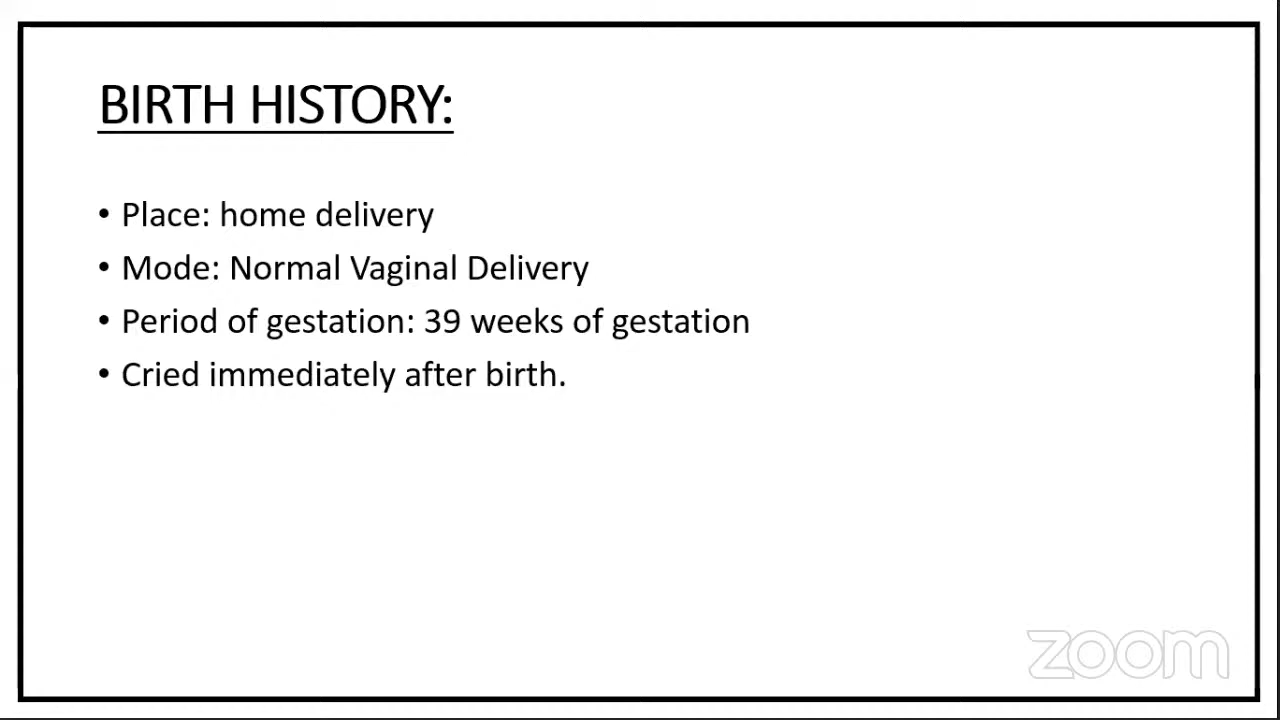 BIRTH HISTORY:
• Place: home delivery
• Mode: Normal Vaginal Delivery
• Period of gestation: 39 weeks of gestation
• Cried immediately after birth.
zoom